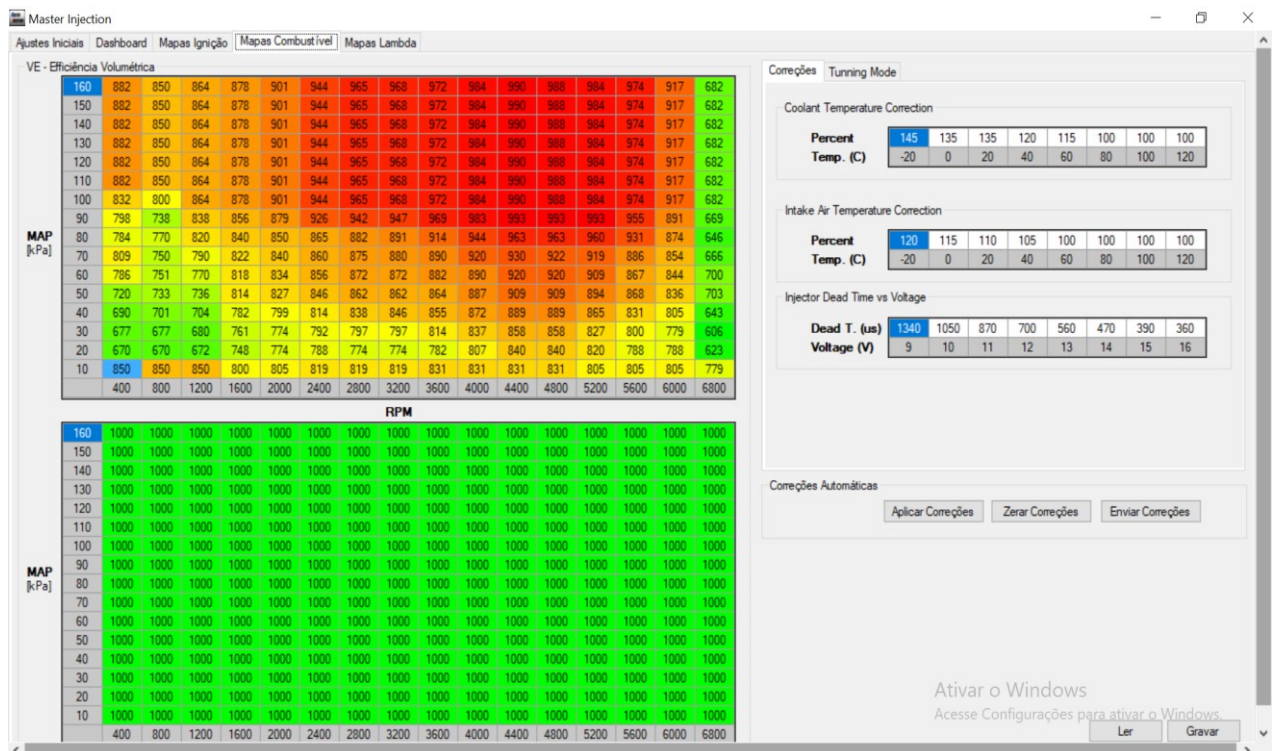 Master Injection
Ajustes Iniciais Dashboard Mapas Ignição Mapas Combustível Mapas Lambda
VE - Efficiência Volumétrica
160 882 850 864 878 901 944 965 968 972 984 990 988 984 974 917 682
150 882 850 864 878 901 944 965 968 972 984 990 988 984 974 917 682
140 882 850 864 878 901 944 965 968 972 984 990 988 984 974 917 682
130 882 850 864 878 901 944 965 968 972 984 990 988 984 974 917 682
120 882 850 864 878 901 944 965 968 972 984 990 988 984 974 917 682
110 882 850 864 878 901 944 965 968 972 984 990 988 984 974 917 682
100 832 800 864 878 901 944 965 968 972 984 990 988 984 974 917 682
90 798 738 838 856 879 926 942 947 969 983 993 993 993 955 891 669
MAP 80 784 770 820 840 850 865 882 891 914 944 963 963 960 931 874 646
[kPa] 70 809 750 790 822 840 860 875 880 890 920 930 922 919 886 854 666
60 786 751 770 818 834 856 872 872 882 890 920 920 909 867 844 700
50 720 733 736 814 827 846 862 862 864 887 909 909 894 868 836 703
40 690 701 704 782 799 814 838 846 855 872 889 889 865 831 805 643
30 677 677 680 761 774 792 797 797 814 837 858 858 827 800 779 606
20 670 670 672 748 774 788 774 774 782 807 840 840 820 788 788 623
10 850 850 850 800 805 819 819 819 831 831 831 831 805 805 805 779
400 800 1200 1600 2000 2400 2800 3200 3600 4000 4400 4800 5200 5600 6000 6800
RPM
160 1000 1000 1000 1000 1000 1000 1000 1000 1000 1000 1000 1000 1000 1000 1000 1000
150 1000 1000 1000 1000 1000 1000 1000 1000 1000 1000 1000 1000 1000 1000 1000 1000
140 1000 1000 1000 1000 1000 1000 1000 1000 1000 1000 1000 1000 1000 1000 1000 1000
130 1000 1000 1000 1000 1000 1000 1000 1000 1000 1000 1000 1000 1000 1000 1000 1000
120 1000 1000 1000 1000 1000 1000 1000 1000 1000 1000 1000 1000 1000 1000 1000 1000
110 1000 1000 1000 1000 1000 1000 1000 1000 1000 1000 1000 1000 1000 1000 1000 1000
100 1000 1000 1000 1000 1000 1000 1000 1000 1000 1000 1000 1000 1000 1000 1000 1000
90 1000 1000 1000 1000 1000 1000 1000 1000 1000 1000 1000 1000 1000 1000 1000 1000
MAP 80 1000 1000 1000 1000 1000 1000 1000 1000 1000 1000 1000 1000 1000 1000 1000 1000
[kPa] 70 1000 1000 1000 1000 1000 1000 1000 1000 1000 1000 1000 1000 1000 1000 1000 1000
60 1000 1000 1000 1000 1000 1000 1000 1000 1000 1000 1000 1000 1000 1000 1000 1000
50 1000 1000 1000 1000 1000 1000 1000 1000 1000 1000 1000 1000 1000 1000 1000 1000
40 1000 1000 1000 1000 1000 1000 1000 1000 1000 1000 1000 1000 1000 1000 1000 1000
30 1000 1000 1000 1000 1000 1000 1000 1000 1000 1000 1000 1000 1000 1000 1000 1000
20 1000 1000 1000 1000 1000 1000 1000 1000 1000 1000 1000 1000 1000 1000 1000 1000
10 1000 1000 1000 1000 1000 1000 1000 1000 1000 1000 1000 1000 1000 1000 1000 1000
400 800 1200 1600 2000 2400 2800 3200 3600 4000 4400 4800 5200 5600 6000 6800
Correções Tunning Mode
Coolant Temperature Correction
Percent 145 135 135 120 115 100 100 100
Temp. (C) -20 0 20 40 60 80 100 120
Intake Air Temperature Correction
Percent 120 115 110 105 100 100 100 100
Temp. (C) -20 0 20 40 60 80 100 120
Injector Dead Time vs Voltage
Dead T. (us) 1340 1050 870 700 560 470 390 360
Voltage (V) 9 10 11 12 13 14 15 16
Correções Automáticas
Aplicar Correções Zerar Correções Enviar Correções
Ativar o Windows
Acesse Configurações para ativar o Windows.
Ler Gravar